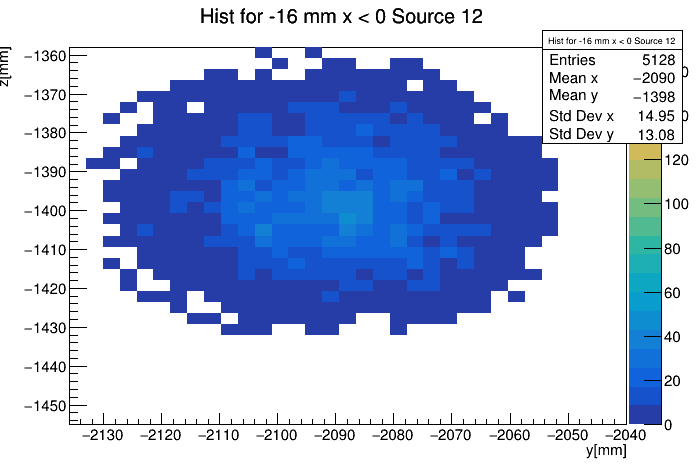 Hist for -16 mm x < 0 Source 12
z[mm]
Hist for -16 mm x < 0 Source 12
Entries 5128
Mean x −2090
Mean y −1398
Std Dev x 14.95
Std Dev y 13.08
−1360
−1370
−1380
−1390
−1400
−1410
−1420
−1430
−1440
−1450
0
0
120
100
80
60
40
20
0
−2130 −2120 −2110 −2100 −2090 −2080 −2070 −2060 −2050 −2040
y[mm]